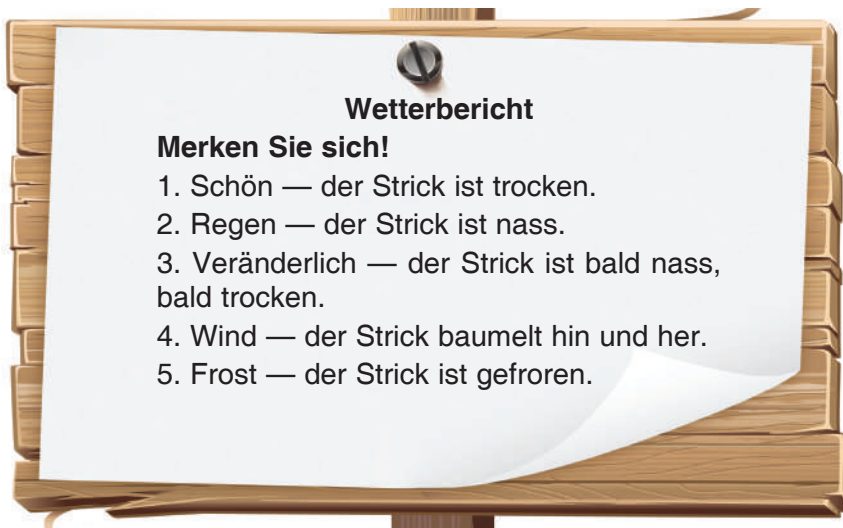 Wetterbericht
Merken Sie sich!
1. Schön — der Strick ist trocken.
2. Regen — der Strick ist nass.
3. Veränderlich — der Strick ist bald nass,
bald trocken.
4. Wind — der Strick baumelt hin und her.
5. Frost — der Strick ist gefroren.